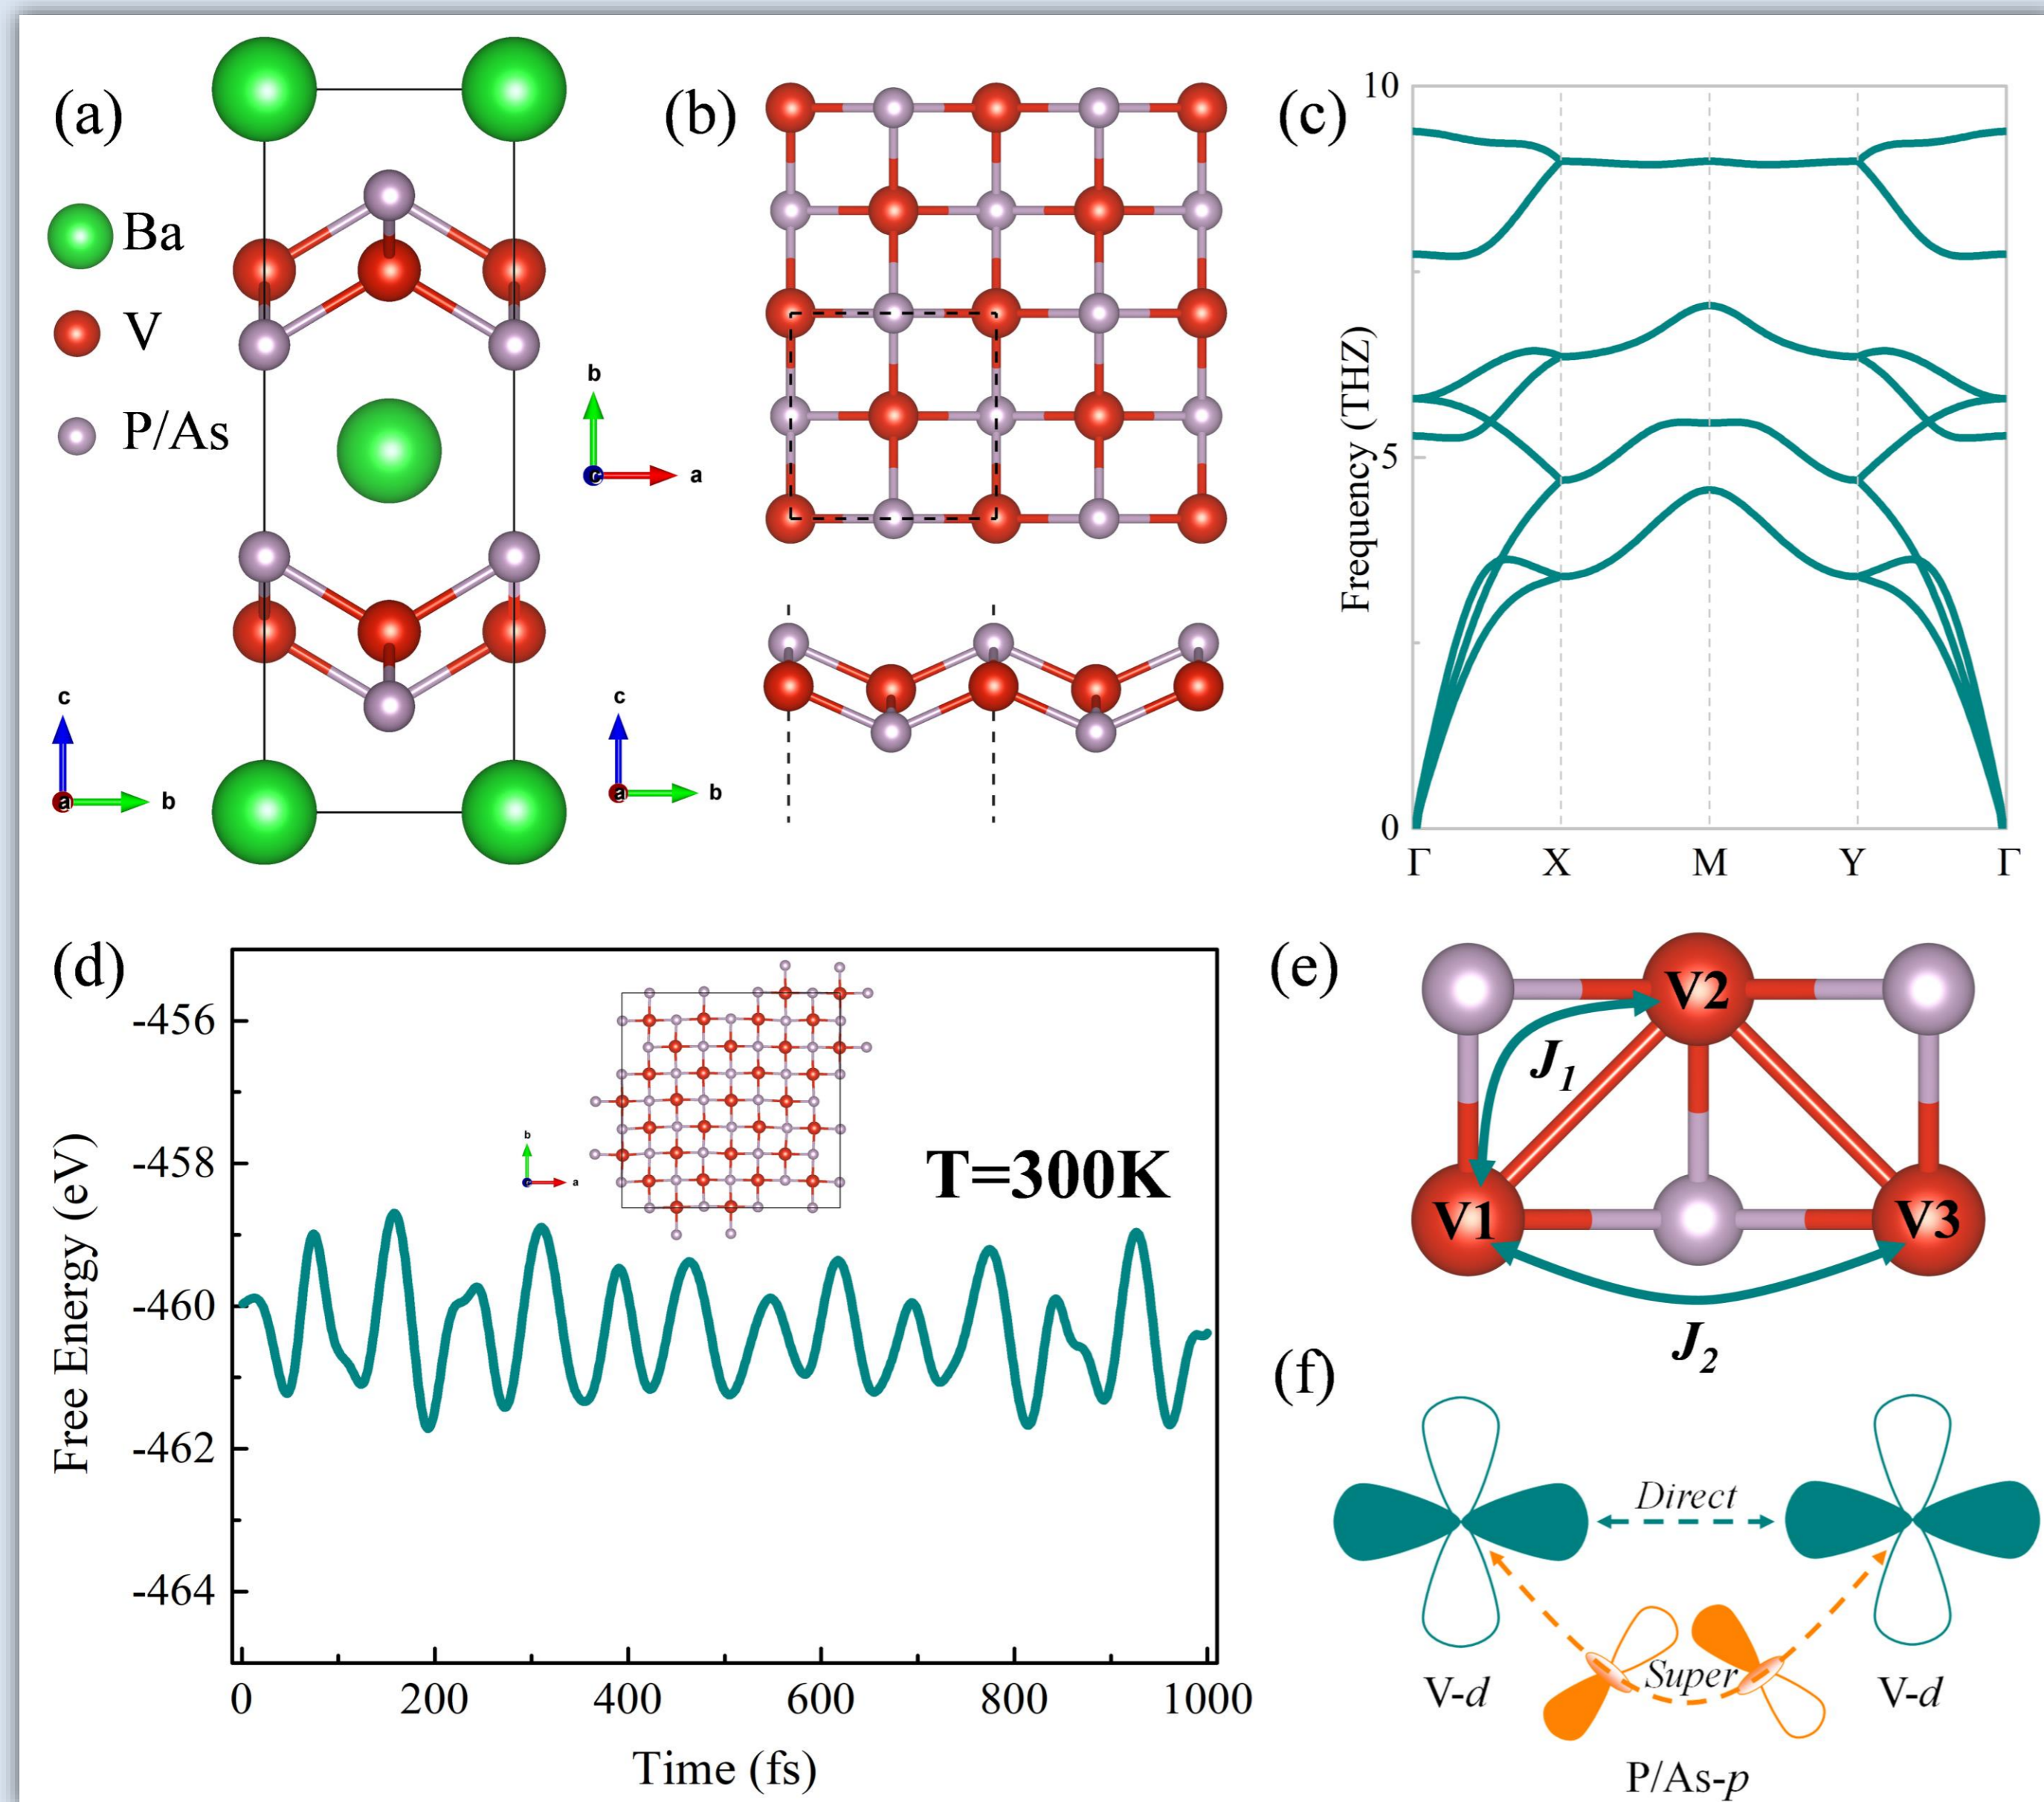 (a)
Ba
V
P/As
c
a
b
(b)
b
c
a
c
a
b
(c)
10
5
0
Frequency (THZ)
Γ X M Y Γ
(d)
-456
-458
-460
-462
-464
Free Energy (eV)
b
a
T=300K
0 200 400 600 800 1000
Time (fs)
(e)
V2
J1
V1
V3
J2
(f)
Direct
Super
V-d
V-d
P/As-p